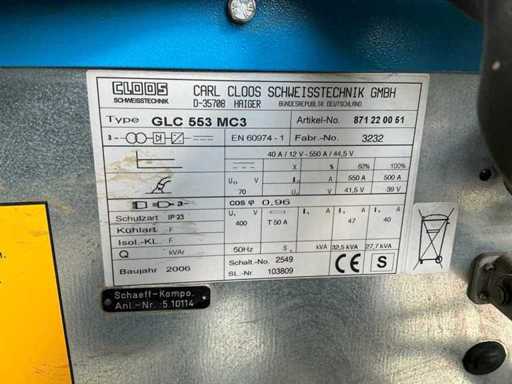 CLOOS
SCHWEISSTECHNIK
CARL CLOOS SCHWEISSTECHNIK GMBH
D-35708 HAIGER BUNDESREPUBLIK DEUTSCHLAND
Type GLC 553 MC3 Artikel-No. 871 22 00 51
EN 60974-1 Fabr.-No. 3232
40 A / 12 V - 550 A / 44,5 V
X % 60% 100%
U₀ V I₂ A 550 A 500 A
70 U₂ V 41,5 V 39 V
cos φ 0,96
Schutzart IP 23
U₁ V I₁ A I₁ A
400 T 50 A 47 40
Kühlart F
Isol.-KL. F
Q KVAr
50Hz S₁ kVA 32,5 kVA 27,7 kVA
Baujahr 2006
Schalt-No. 2549
SL.-Nr. 103809
CE S
Schaeff-Kompo.
Anl.-Nr.: 5.10114